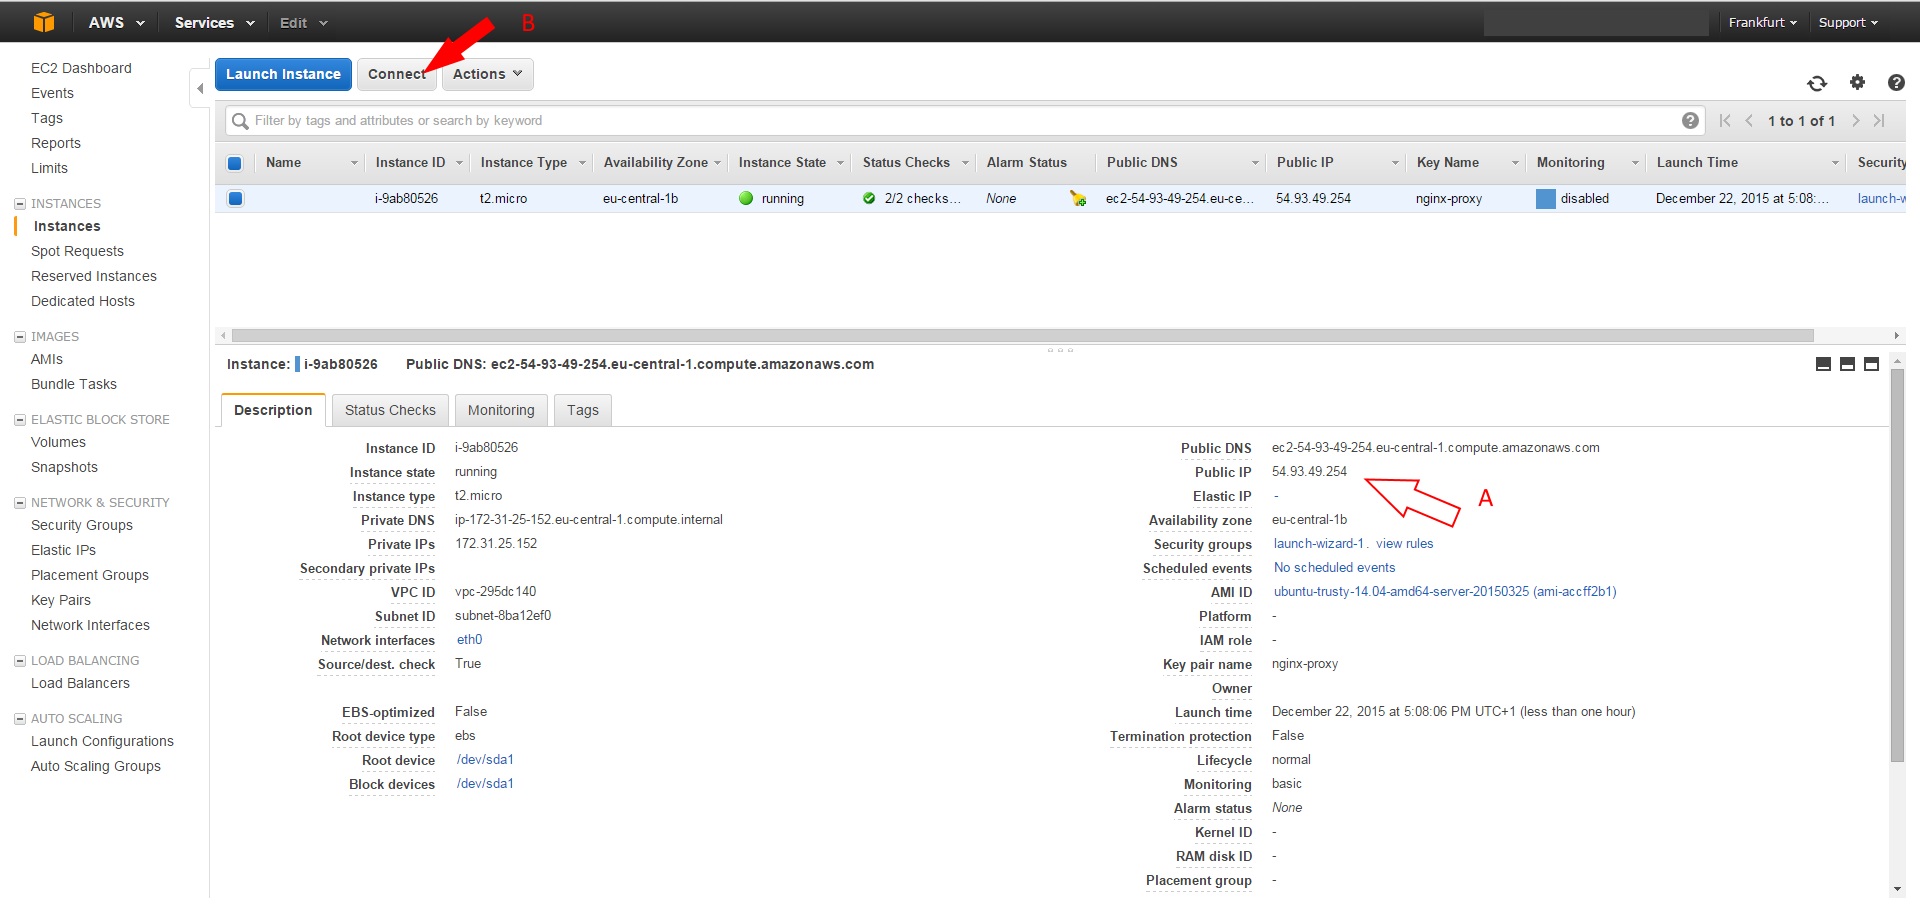 AWS Services Edit B Frankfurt Support
EC2 Dashboard
Events
Tags
Reports
Limits
INSTANCES
Instances
Spot Requests
Reserved Instances
Dedicated Hosts
IMAGES
AMIs
Bundle Tasks
ELASTIC BLOCK STORE
Volumes
Snapshots
NETWORK & SECURITY
Security Groups
Elastic IPs
Placement Groups
Key Pairs
Network Interfaces
LOAD BALANCING
Load Balancers
AUTO SCALING
Launch Configurations
Auto Scaling Groups
Launch Instance Connect Actions
Filter by tags and attributes or search by keyword 1 to 1 of 1
Name Instance ID Instance Type Availability Zone Instance State Status Checks Alarm Status Public DNS Public IP Key Name Monitoring Launch Time Security
i-9ab80526 t2.micro eu-central-1b running 2/2 checks... None ec2-54-93-49-254.eu-ce... 54.93.49.254 nginx-proxy disabled December 22, 2015 at 5:08:... launch-w
Instance: i-9ab80526 Public DNS: ec2-54-93-49-254.eu-central-1.compute.amazonaws.com
Description Status Checks Monitoring Tags
Instance ID i-9ab80526
Instance state running
Instance type t2.micro
Private DNS ip-172-31-25-152.eu-central-1.compute.internal
Private IPs 172.31.25.152
Secondary private IPs
VPC ID vpc-295dc140
Subnet ID subnet-8ba12ef0
Network interfaces eth0
Source/dest. check True
EBS-optimized False
Root device type ebs
Root device /dev/sda1
Block devices /dev/sda1
Public DNS ec2-54-93-49-254.eu-central-1.compute.amazonaws.com
Public IP 54.93.49.254
A
Elastic IP -
Availability zone eu-central-1b
Security groups launch-wizard-1. view rules
Scheduled events No scheduled events
AMI ID ubuntu-trusty-14.04-amd64-server-20150325 (ami-accff2b1)
Platform -
IAM role -
Key pair name nginx-proxy
Owner
Launch time December 22, 2015 at 5:08:06 PM UTC+1 (less than one hour)
Termination protection False
Lifecycle normal
Monitoring basic
Alarm status None
Kernel ID -
RAM disk ID -
Placement group -